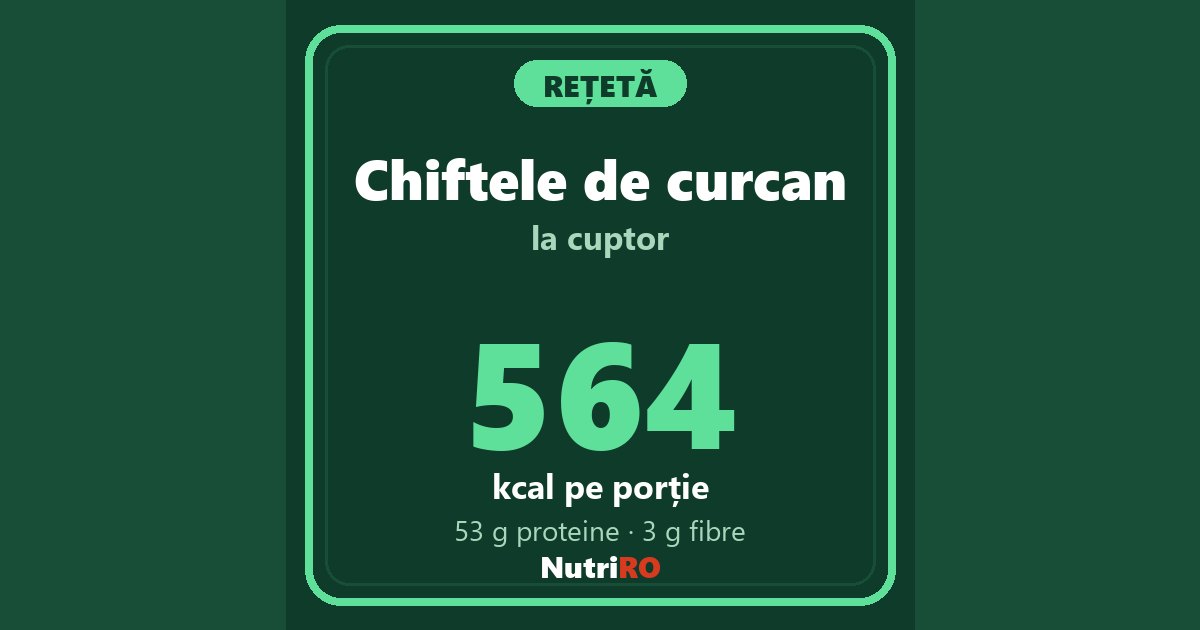 REȚETĂ
Chiftele de curcan
la cuptor
564
kcal pe porție
53 g proteine · 3 g fibre
NutriRO